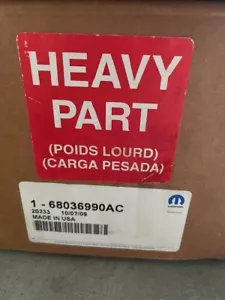 HEAVY
PART
(POIDS LOURD)
(CARGA PESADA)
1 - 68036990AC
20333 10/07/09
MADE IN USA